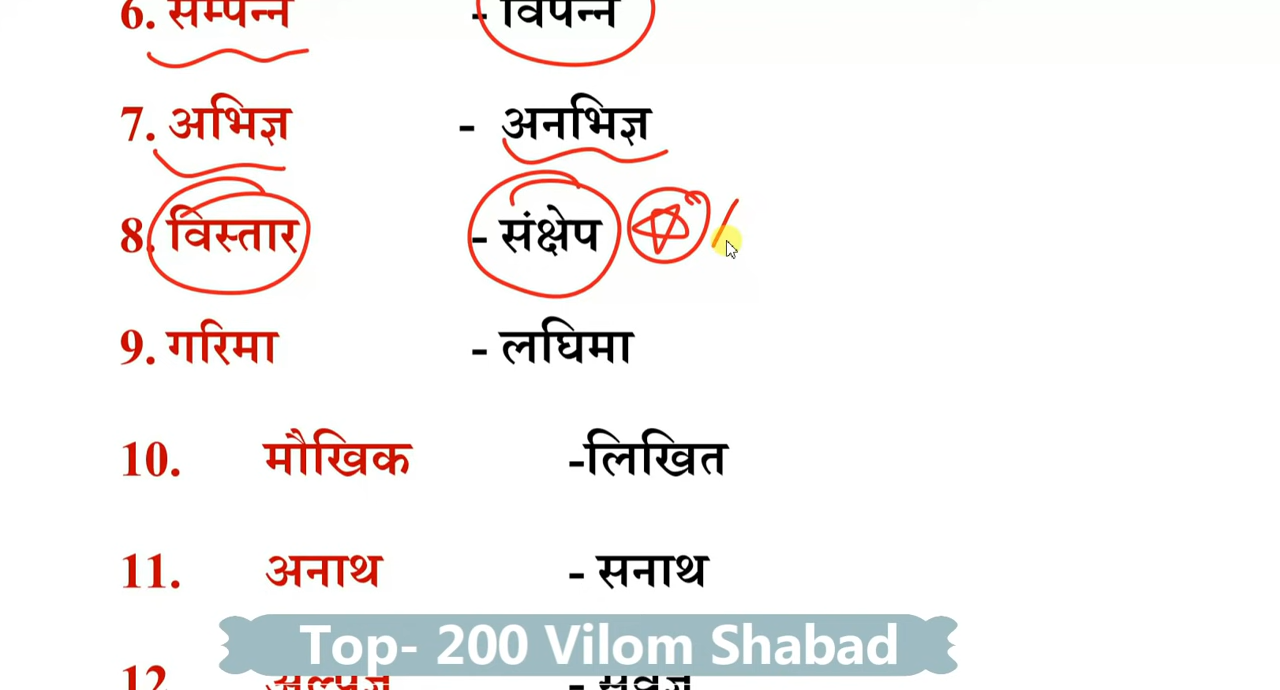 6. सम्पन्न - विपन्न
7. अभिज्ञ - अनभिज्ञ
8. विस्तार - संक्षेप
9. गरिमा - लघिमा
10. मौखिक -लिखित
11. अनाथ - सनाथ
Top- 200 Vilom Shabad
12